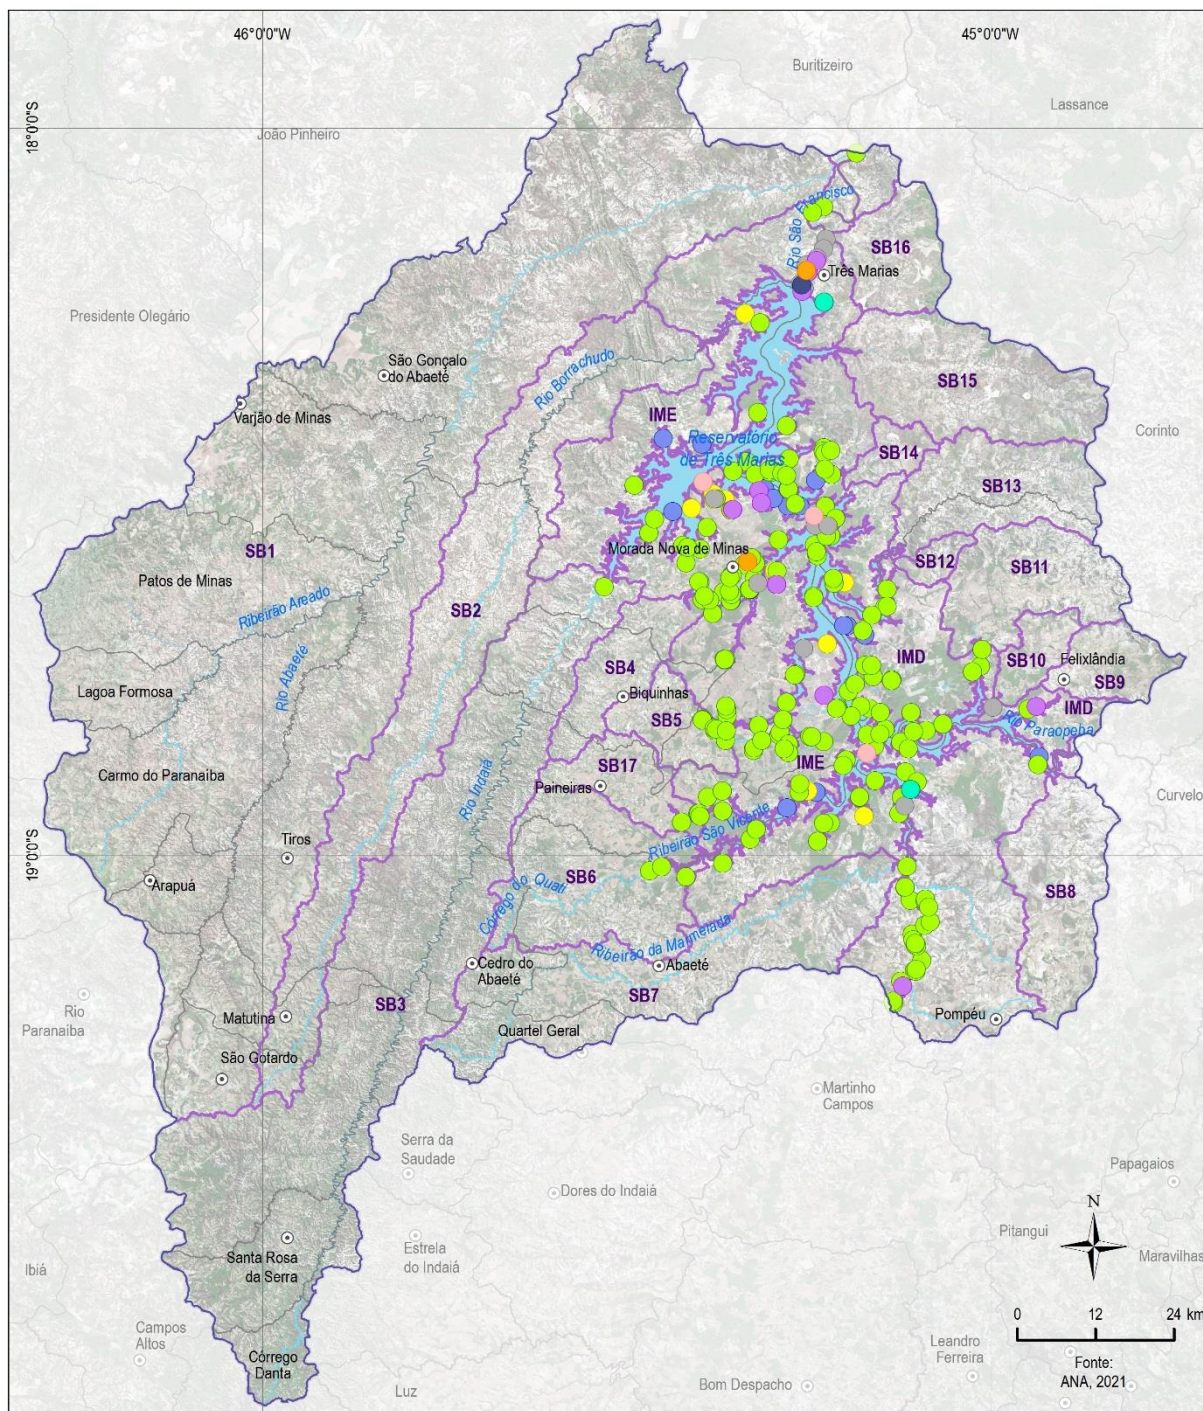 46°0'0"W
45°0'0"W
Buritizeiro
Lassance
18°0'0"S
João Pinheiro
Rio São Francisco
SB16
Três Marias
Presidente Olegário
São Gonçalo
do Abaeté
Rio Borrachudo
SB15
Varjão de Minas
IME
Corinto
Reservatório
de Três Marias
SB14
SB13
SB1
Morada Nova de Minas
SB12
SB11
Patos de Minas
SB2
Ribeirão Areado
Rio Abaeté
IMD
SB10
Felixlândia
SB4
SB9
Lagoa Formosa
Biquinhas
IMD
SB5
Rio Paraopeba
Carmo do Paranaíba
SB17
IME
Paineiras
Rio Indaiá
Curvelo
Ribeirão São Vicente
19°0'0"S
Tiros
Arapuá
SB6
Córrego do Quati
SB8
Ribeirão da Marmelada
Cedro do
Abaeté
Abaeté
SB7
Rio
Paranaíba
SB3
Matutina
Quartel Geral
Pompéu
São Gotardo
Martinho
Campos
Serra da
Saudade
Papagaios
Dores do Indaiá
N
Pitangui
Estrela
do Indaiá
Maravilhas
Santa Rosa
da Serra
Ibiá
0 12 24 km
Campos
Altos
Leandro
Ferreira
Córrego
Danta
Fonte:
ANA, 2021
Luz
Bom Despacho